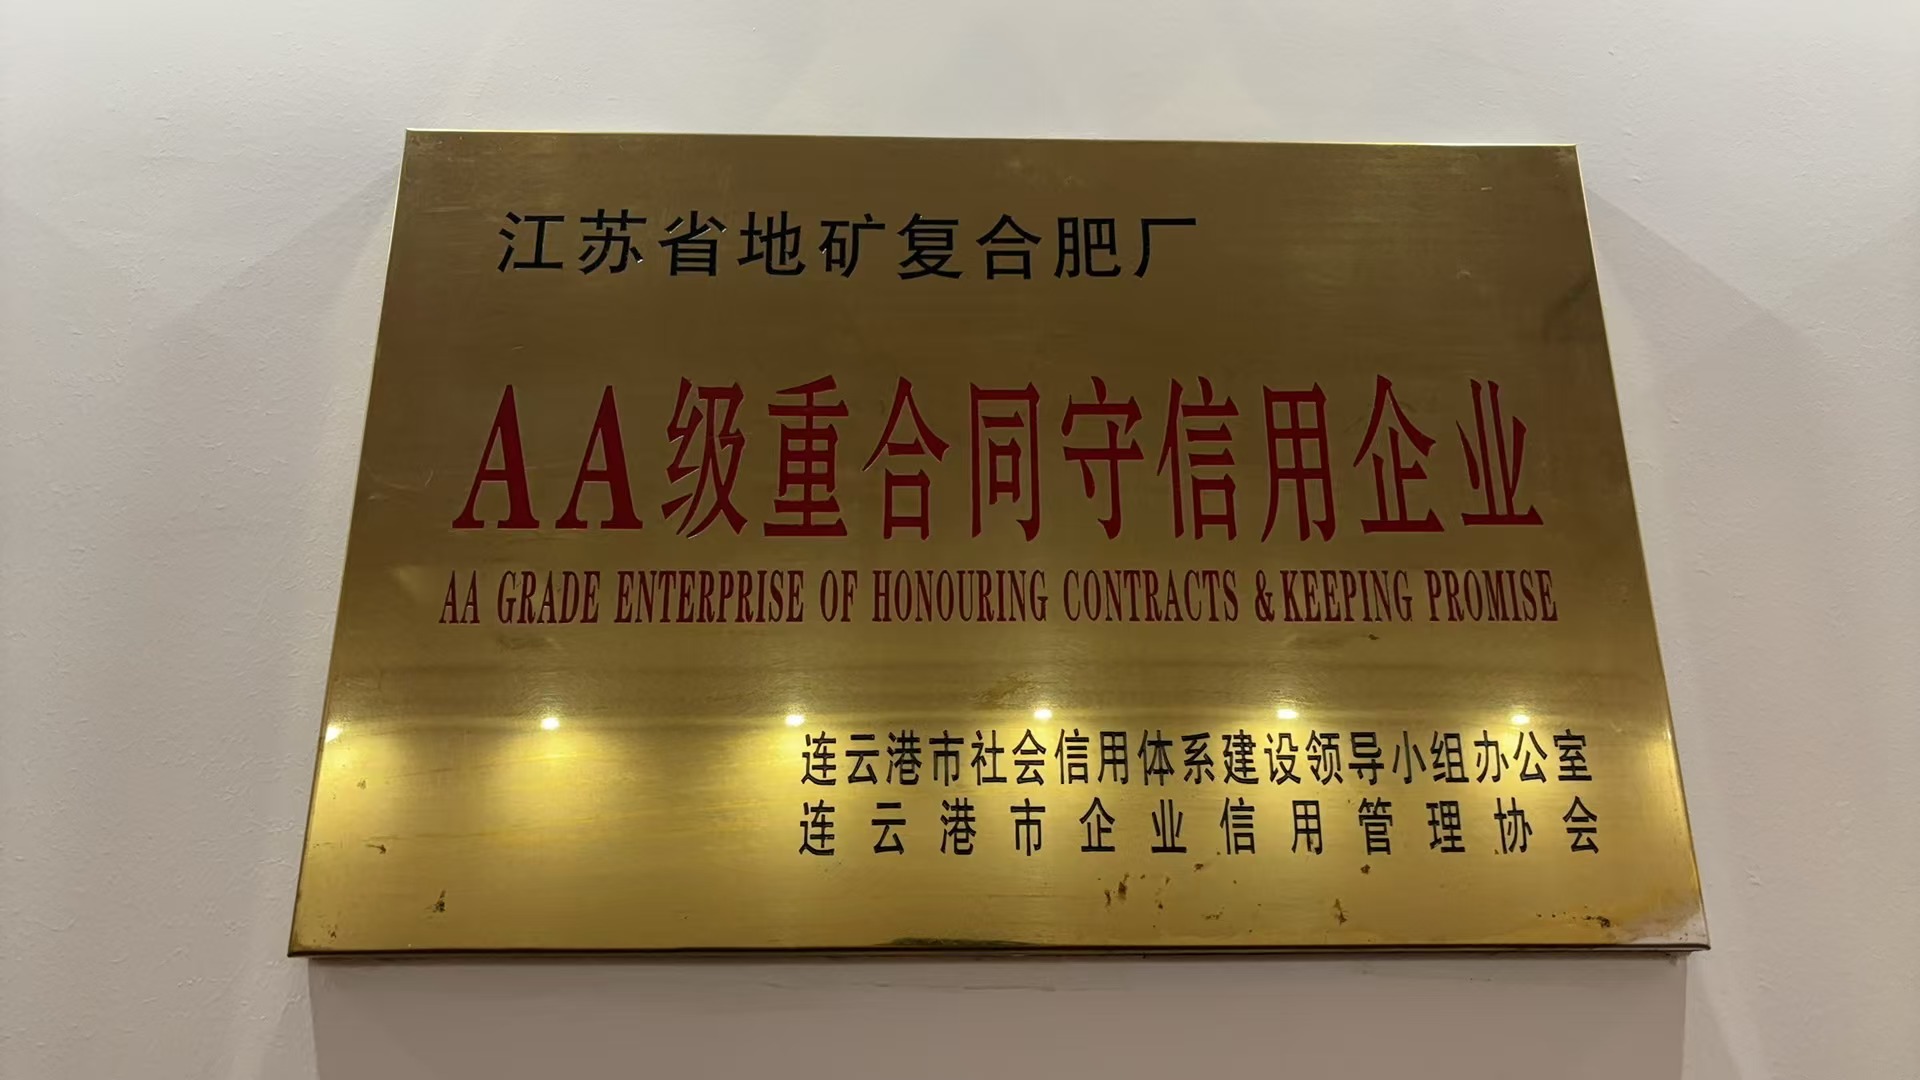 江苏省地矿复合肥厂
AA级重合同守信用企业
AA GRADE ENTERPRISE OF HONOURING CONTRACTS & KEEPING PROMISE
连云港市社会信用体系建设领导小组办公室
连云港市企业信用管理协会